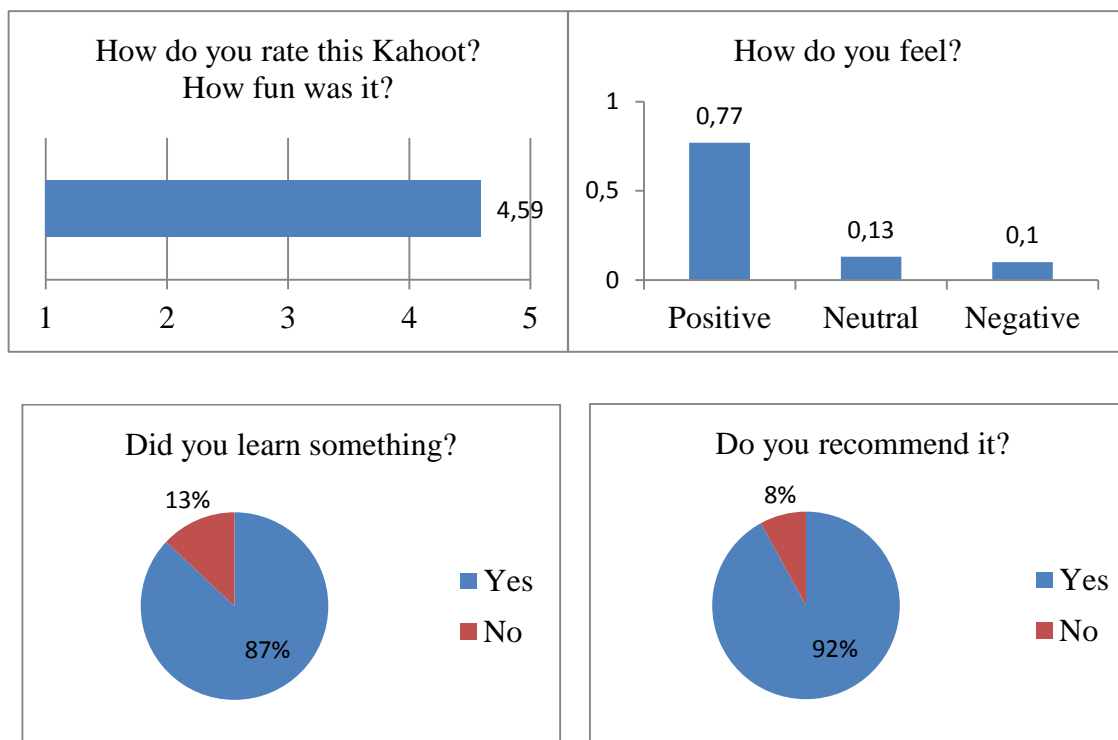 How do you rate this Kahoot?
How fun was it?
4,59
1 2 3 4 5
How do you feel?
1
0,5
0
0,77
0,13
0,1
Positive Neutral Negative
Did you learn something?
13%
87%
Yes
No
Do you recommend it?
8%
92%
Yes
No